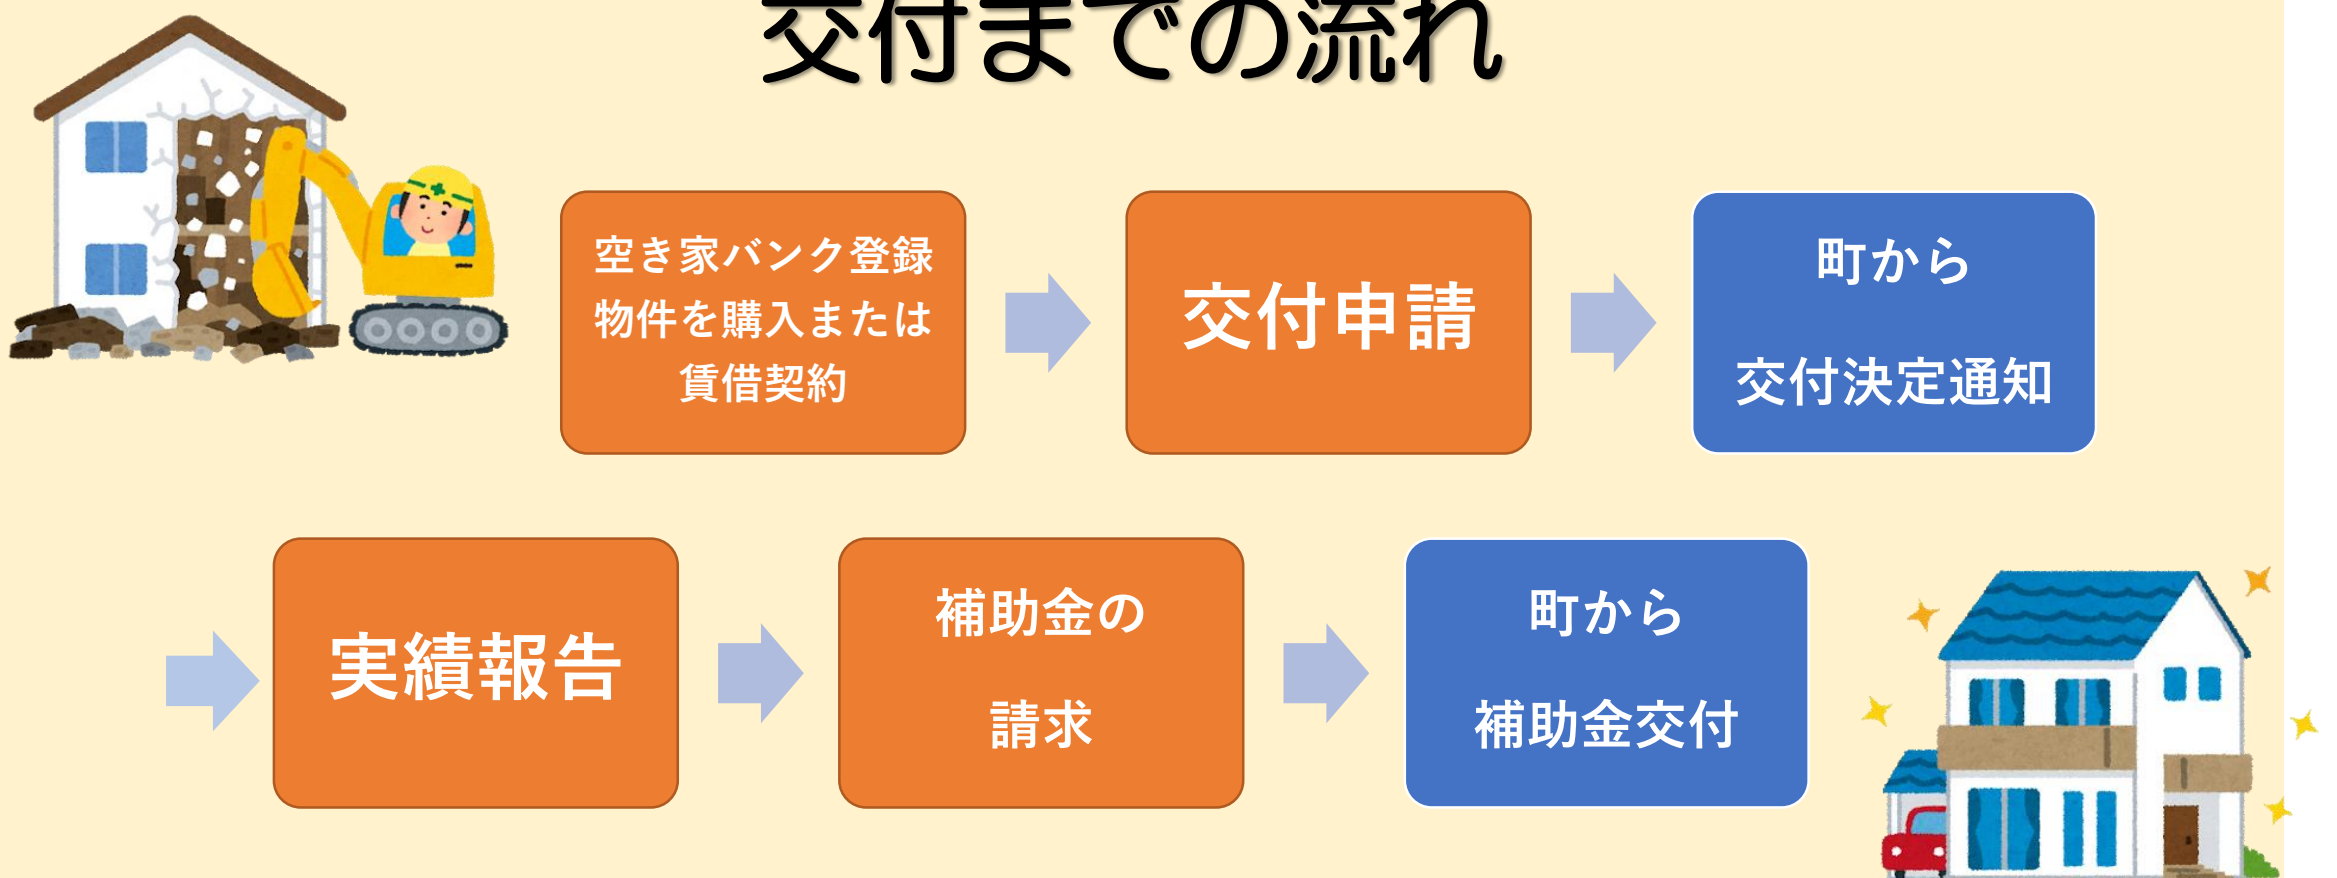 交付までの流れ
空き家バンク登録
物件を購入または
賃借契約
交付申請
町から
交付決定通知
実績報告
補助金の
請求
町から
補助金交付